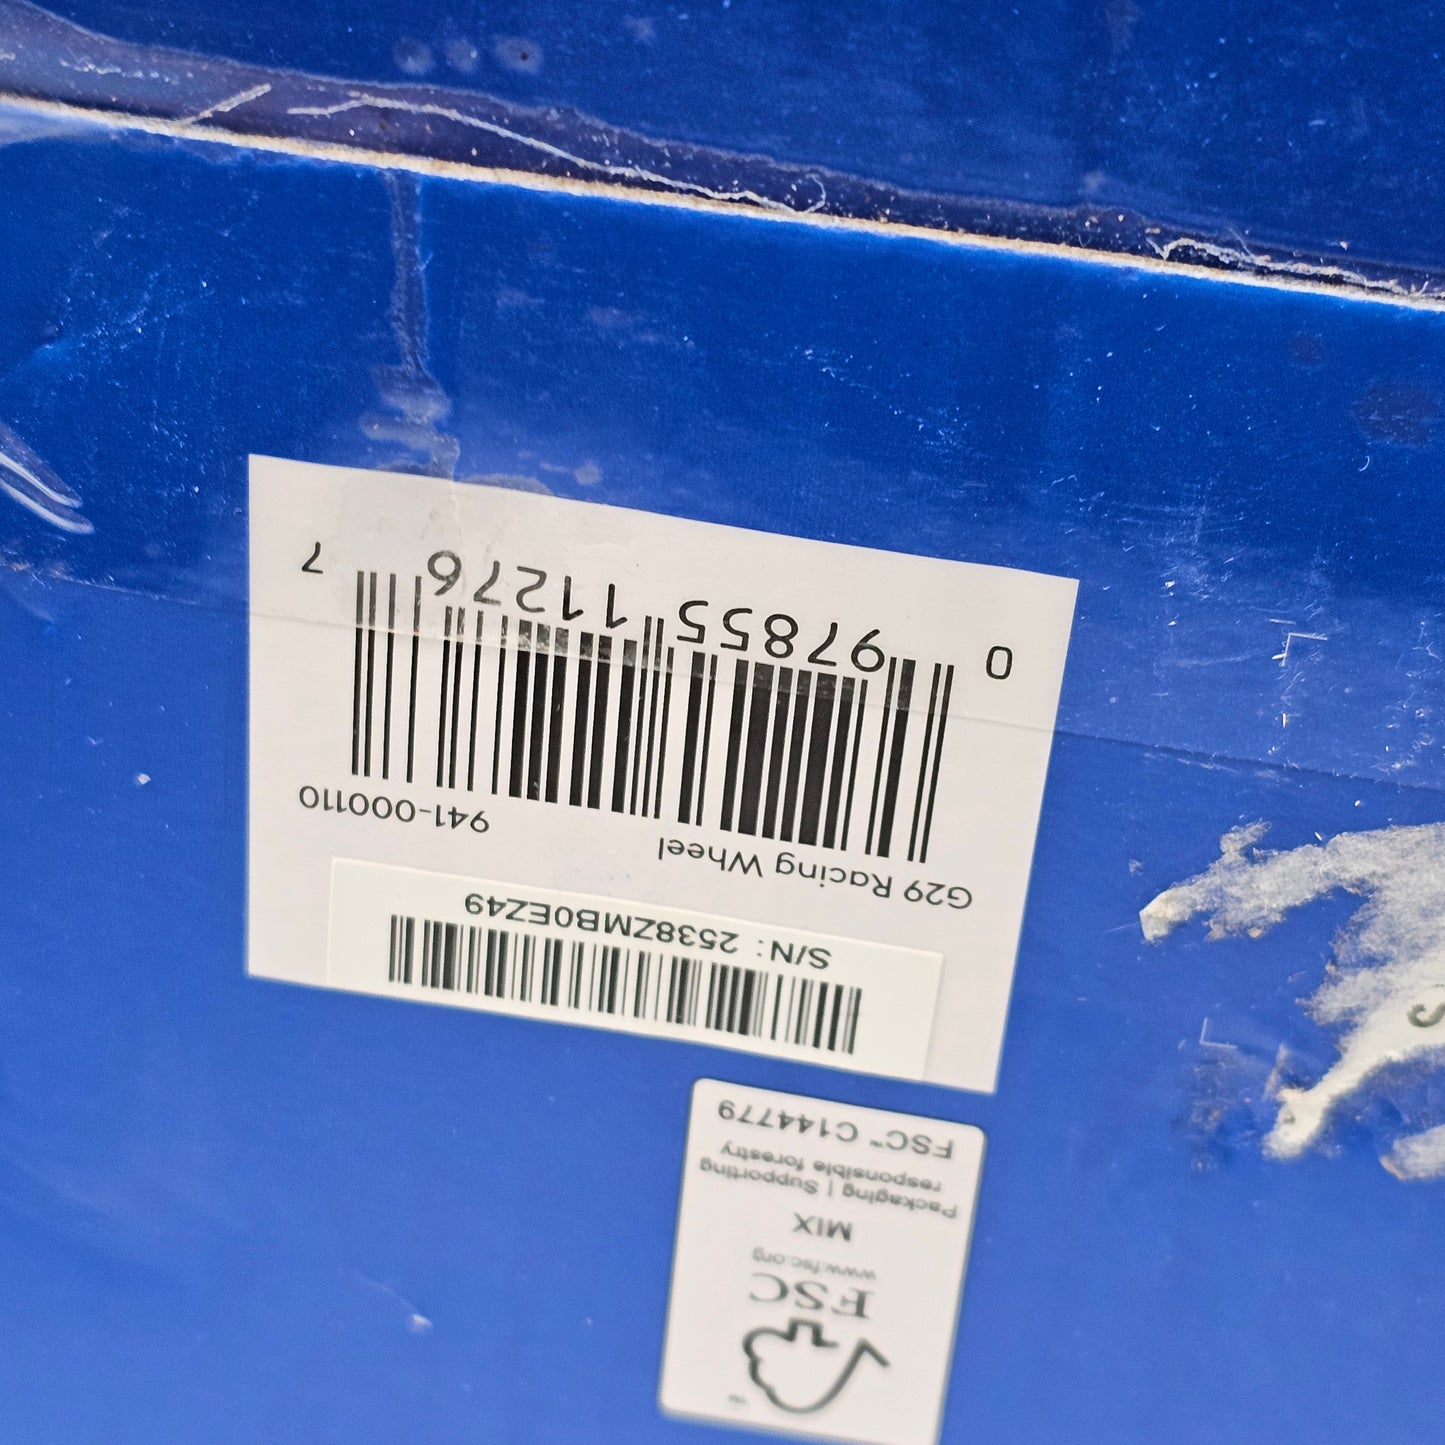 S/N: 2538ZMB0EZ49
G29 Racing Wheel 941-000110
0 97855 11276 7
™
FSC
www.fsc.org
MIX
Packaging | Supporting
responsible forestry
FSC™ C144779